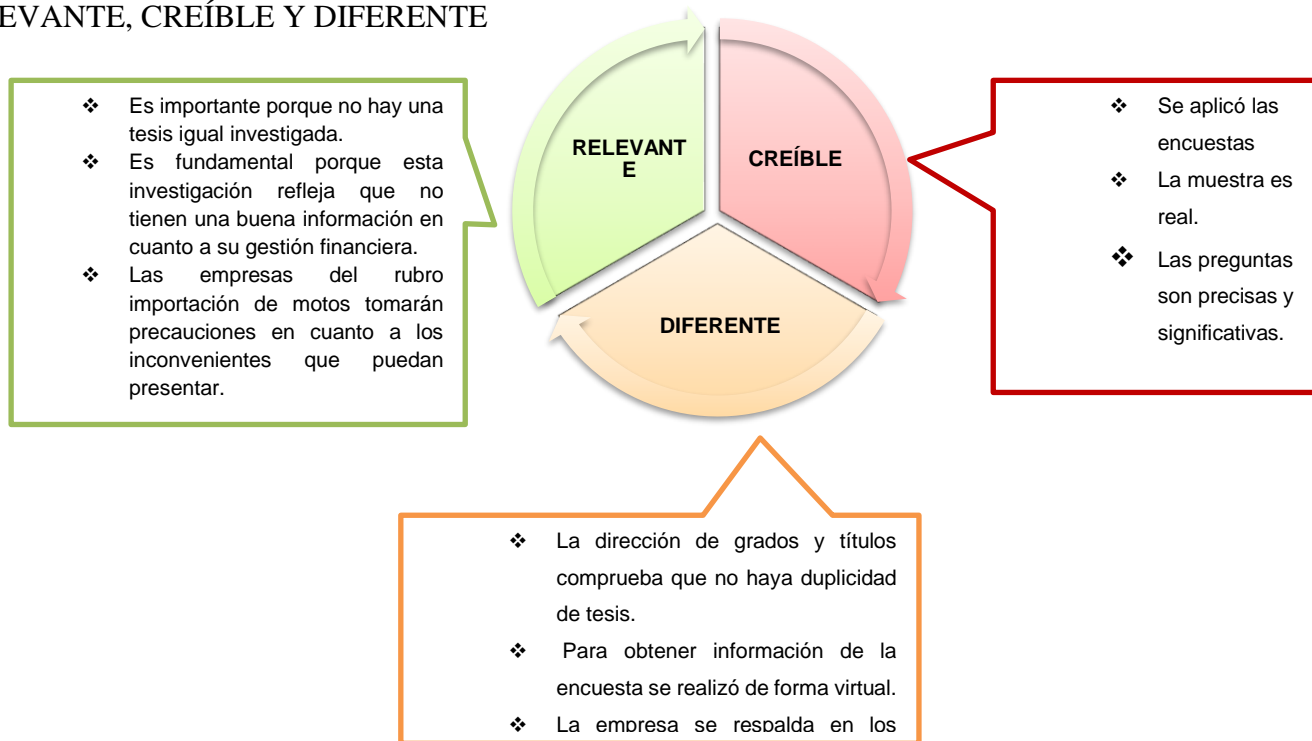 EVANTE, CREÍBLE Y DIFERENTE
❖ Es importante porque no hay una
tesis igual investigada.
❖ Es fundamental porque esta
investigación refleja que no
tienen una buena información en
cuanto a su gestión financiera.
❖ Las empresas del rubro
importación de motos tomarán
precauciones en cuanto a los
inconvenientes que puedan
presentar.
RELEVANT
E
CREÍBLE
DIFERENTE
❖ Se aplicó las
encuestas
❖ La muestra es
real.
❖ Las preguntas
son precisas y
significativas.
❖ La dirección de grados y títulos
comprueba que no haya duplicidad
de tesis.
❖ Para obtener información de la
encuesta se realizó de forma virtual.
❖ La empresa se respalda en los